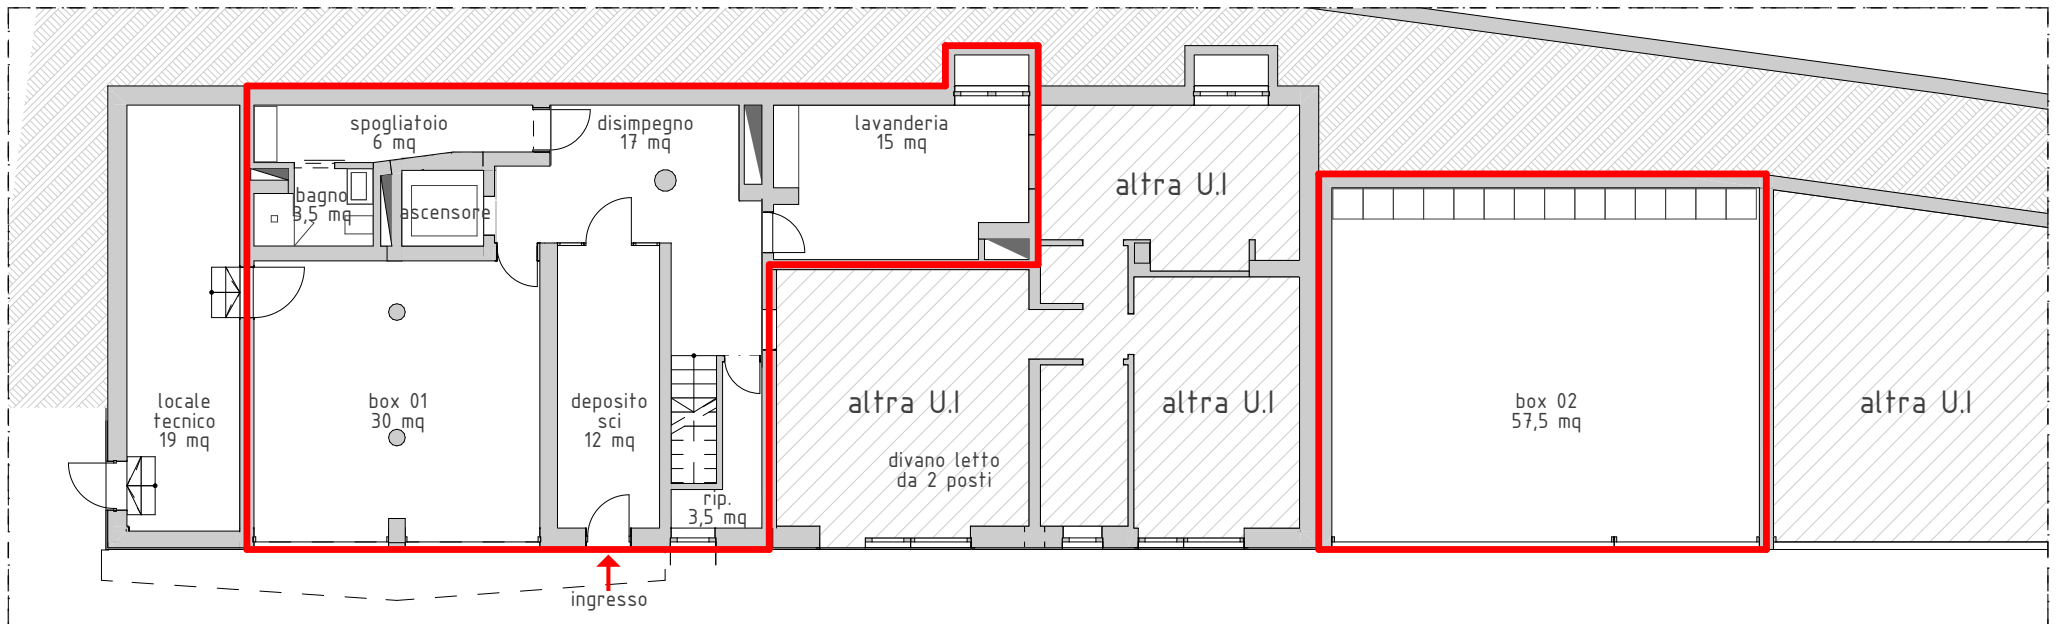 spogliatoio
6 mq
disimpegno
17 mq
lavanderia
15 mq
altra U.I
bagno
3,5 mq
ascensore
locale
tecnico
19 mq
box 01
30 mq
deposito
sci
12 mq
rip.
3,5 mq
altra U.I
divano letto
da 2 posti
altra U.I
box 02
57,5 mq
altra U.I
ingresso